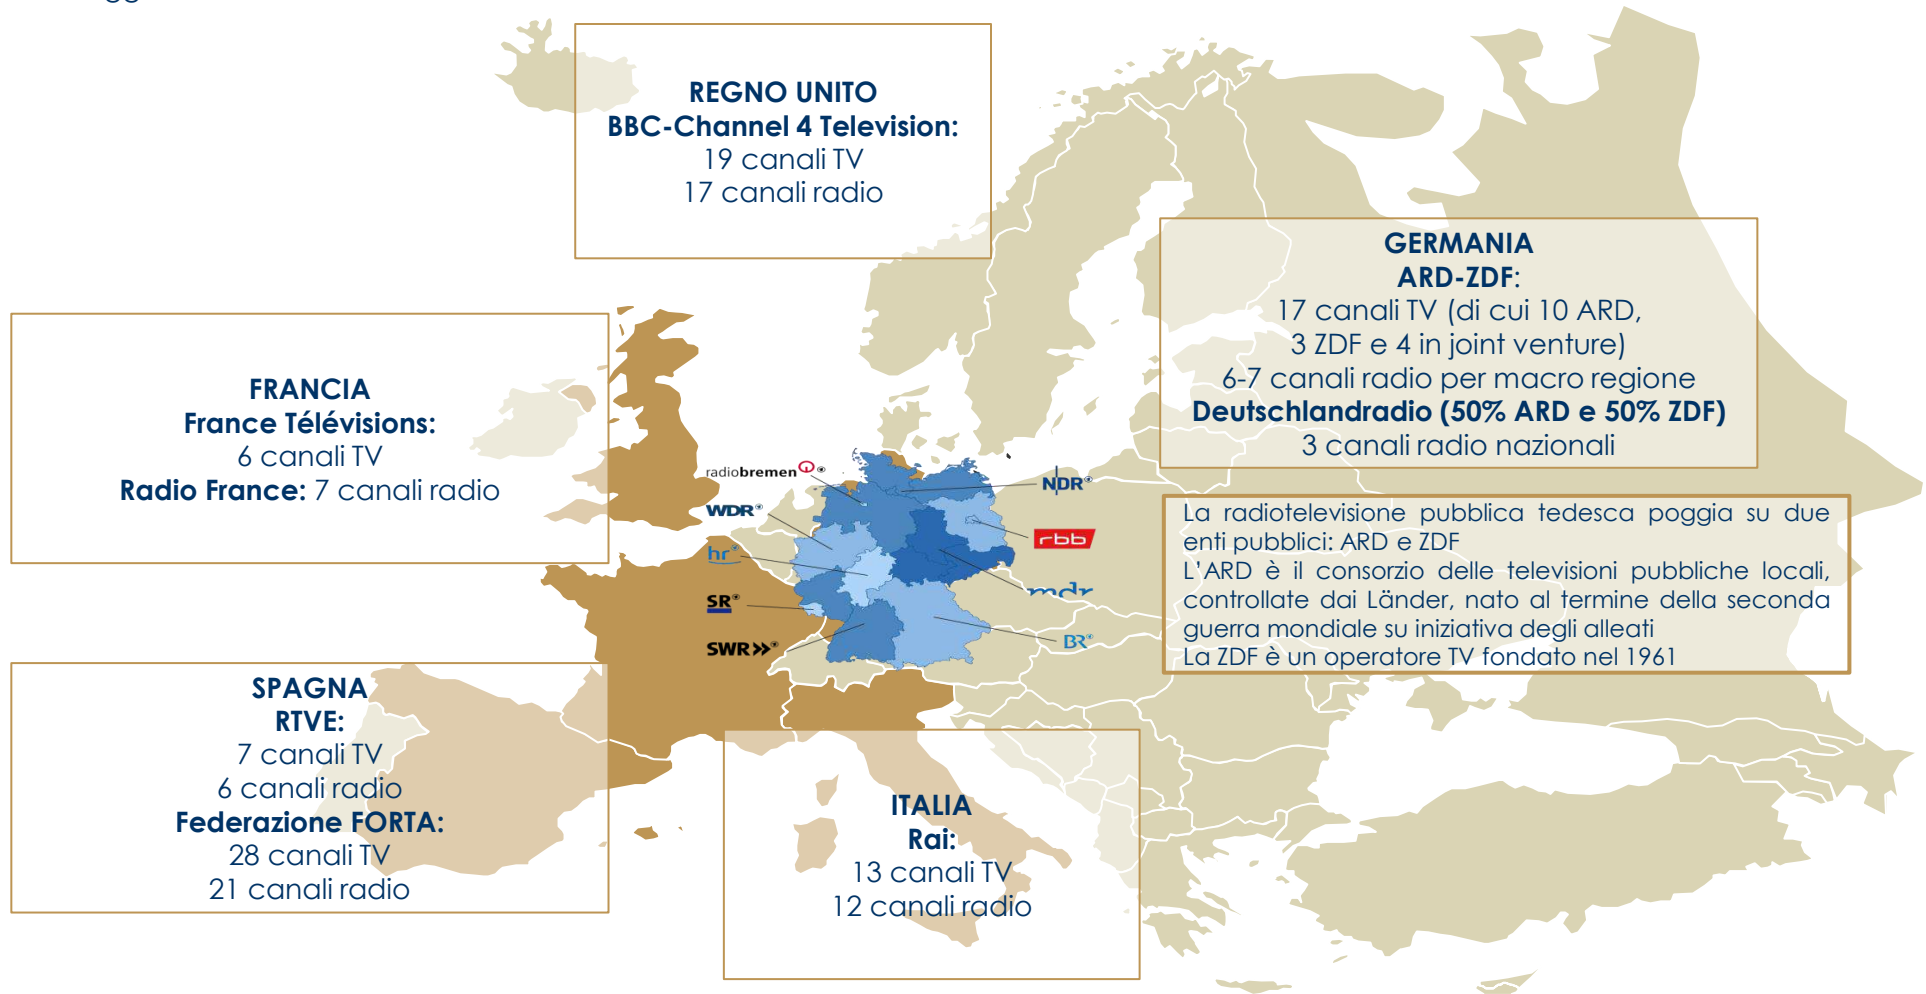 REGNO UNITO
BBC-Channel 4 Television:
19 canali TV
17 canali radio
GERMANIA
ARD-ZDF:
17 canali TV (di cui 10 ARD,
3 ZDF e 4 in joint venture)
6-7 canali radio per macro regione
Deutschlandradio (50% ARD e 50% ZDF)
3 canali radio nazionali
FRANCIA
France Télévisions:
6 canali TV
Radio France: 7 canali radio
radiobremen
NDR
WDR
rbb
hr
mdr
SR
BR
SWR
La radiotelevisione pubblica tedesca poggia su due
enti pubblici: ARD e ZDF
L'ARD è il consorzio delle televisioni pubbliche locali,
controllate dai Länder, nato al termine della seconda
guerra mondiale su iniziativa degli alleati
La ZDF è un operatore TV fondato nel 1961
SPAGNA
RTVE:
7 canali TV
6 canali radio
Federazione FORTA:
28 canali TV
21 canali radio
ITALIA
Rai:
13 canali TV
12 canali radio